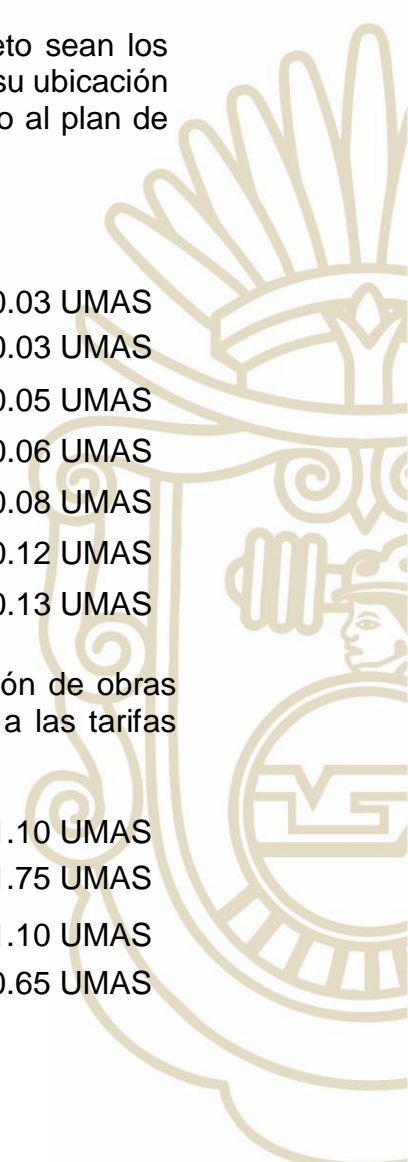 eto sean los
su ubicación
o al plan de
0.03 UMAS
0.03 UMAS
0.05 UMAS
0.06 UMAS
0.08 UMAS
0.12 UMAS
0.13 UMAS
ión de obras
a las tarifas
1.10 UMAS
1.75 UMAS
1.10 UMAS
0.65 UMAS